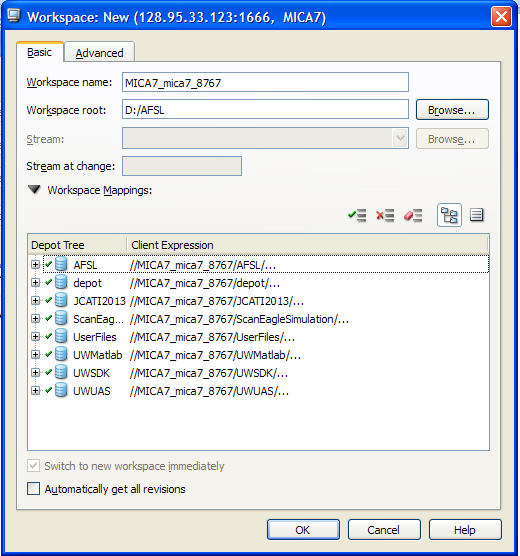 Workspace: New (128.95.33.123:1666, MICA7)
Basic Advanced
Workspace name: MICA7_mica7_8767
Workspace root: D:/AFSL Browse...
Stream: Browse...
Stream at change:
Workspace Mappings:
Depot Tree Client Expression
AFSL //MICA7_mica7_8767/AFSL/...
depot //MICA7_mica7_8767/depot/...
JCATI2013 //MICA7_mica7_8767/JCATI2013/...
ScanEag... //MICA7_mica7_8767/ScanEagleSimulation/...
UserFiles //MICA7_mica7_8767/UserFiles/...
UWMatlab //MICA7_mica7_8767/UWMatlab/...
UWSDK //MICA7_mica7_8767/UWSDK/...
UWUAS //MICA7_mica7_8767/UWUAS/...
Switch to new workspace immediately
Automatically get all revisions
OK Cancel Help